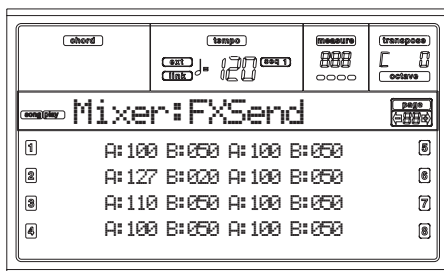 chord tempo measure transpose
ext link ♩= 120 seq 1 888 [ 0
octave
song play Mixer:FXSend page
1 A:100 B:050 A:100 B:050 5
2 A:127 B:020 A:100 B:050 6
3 A:110 B:050 A:100 B:050 7
4 A:100 B:050 A:100 B:050 8